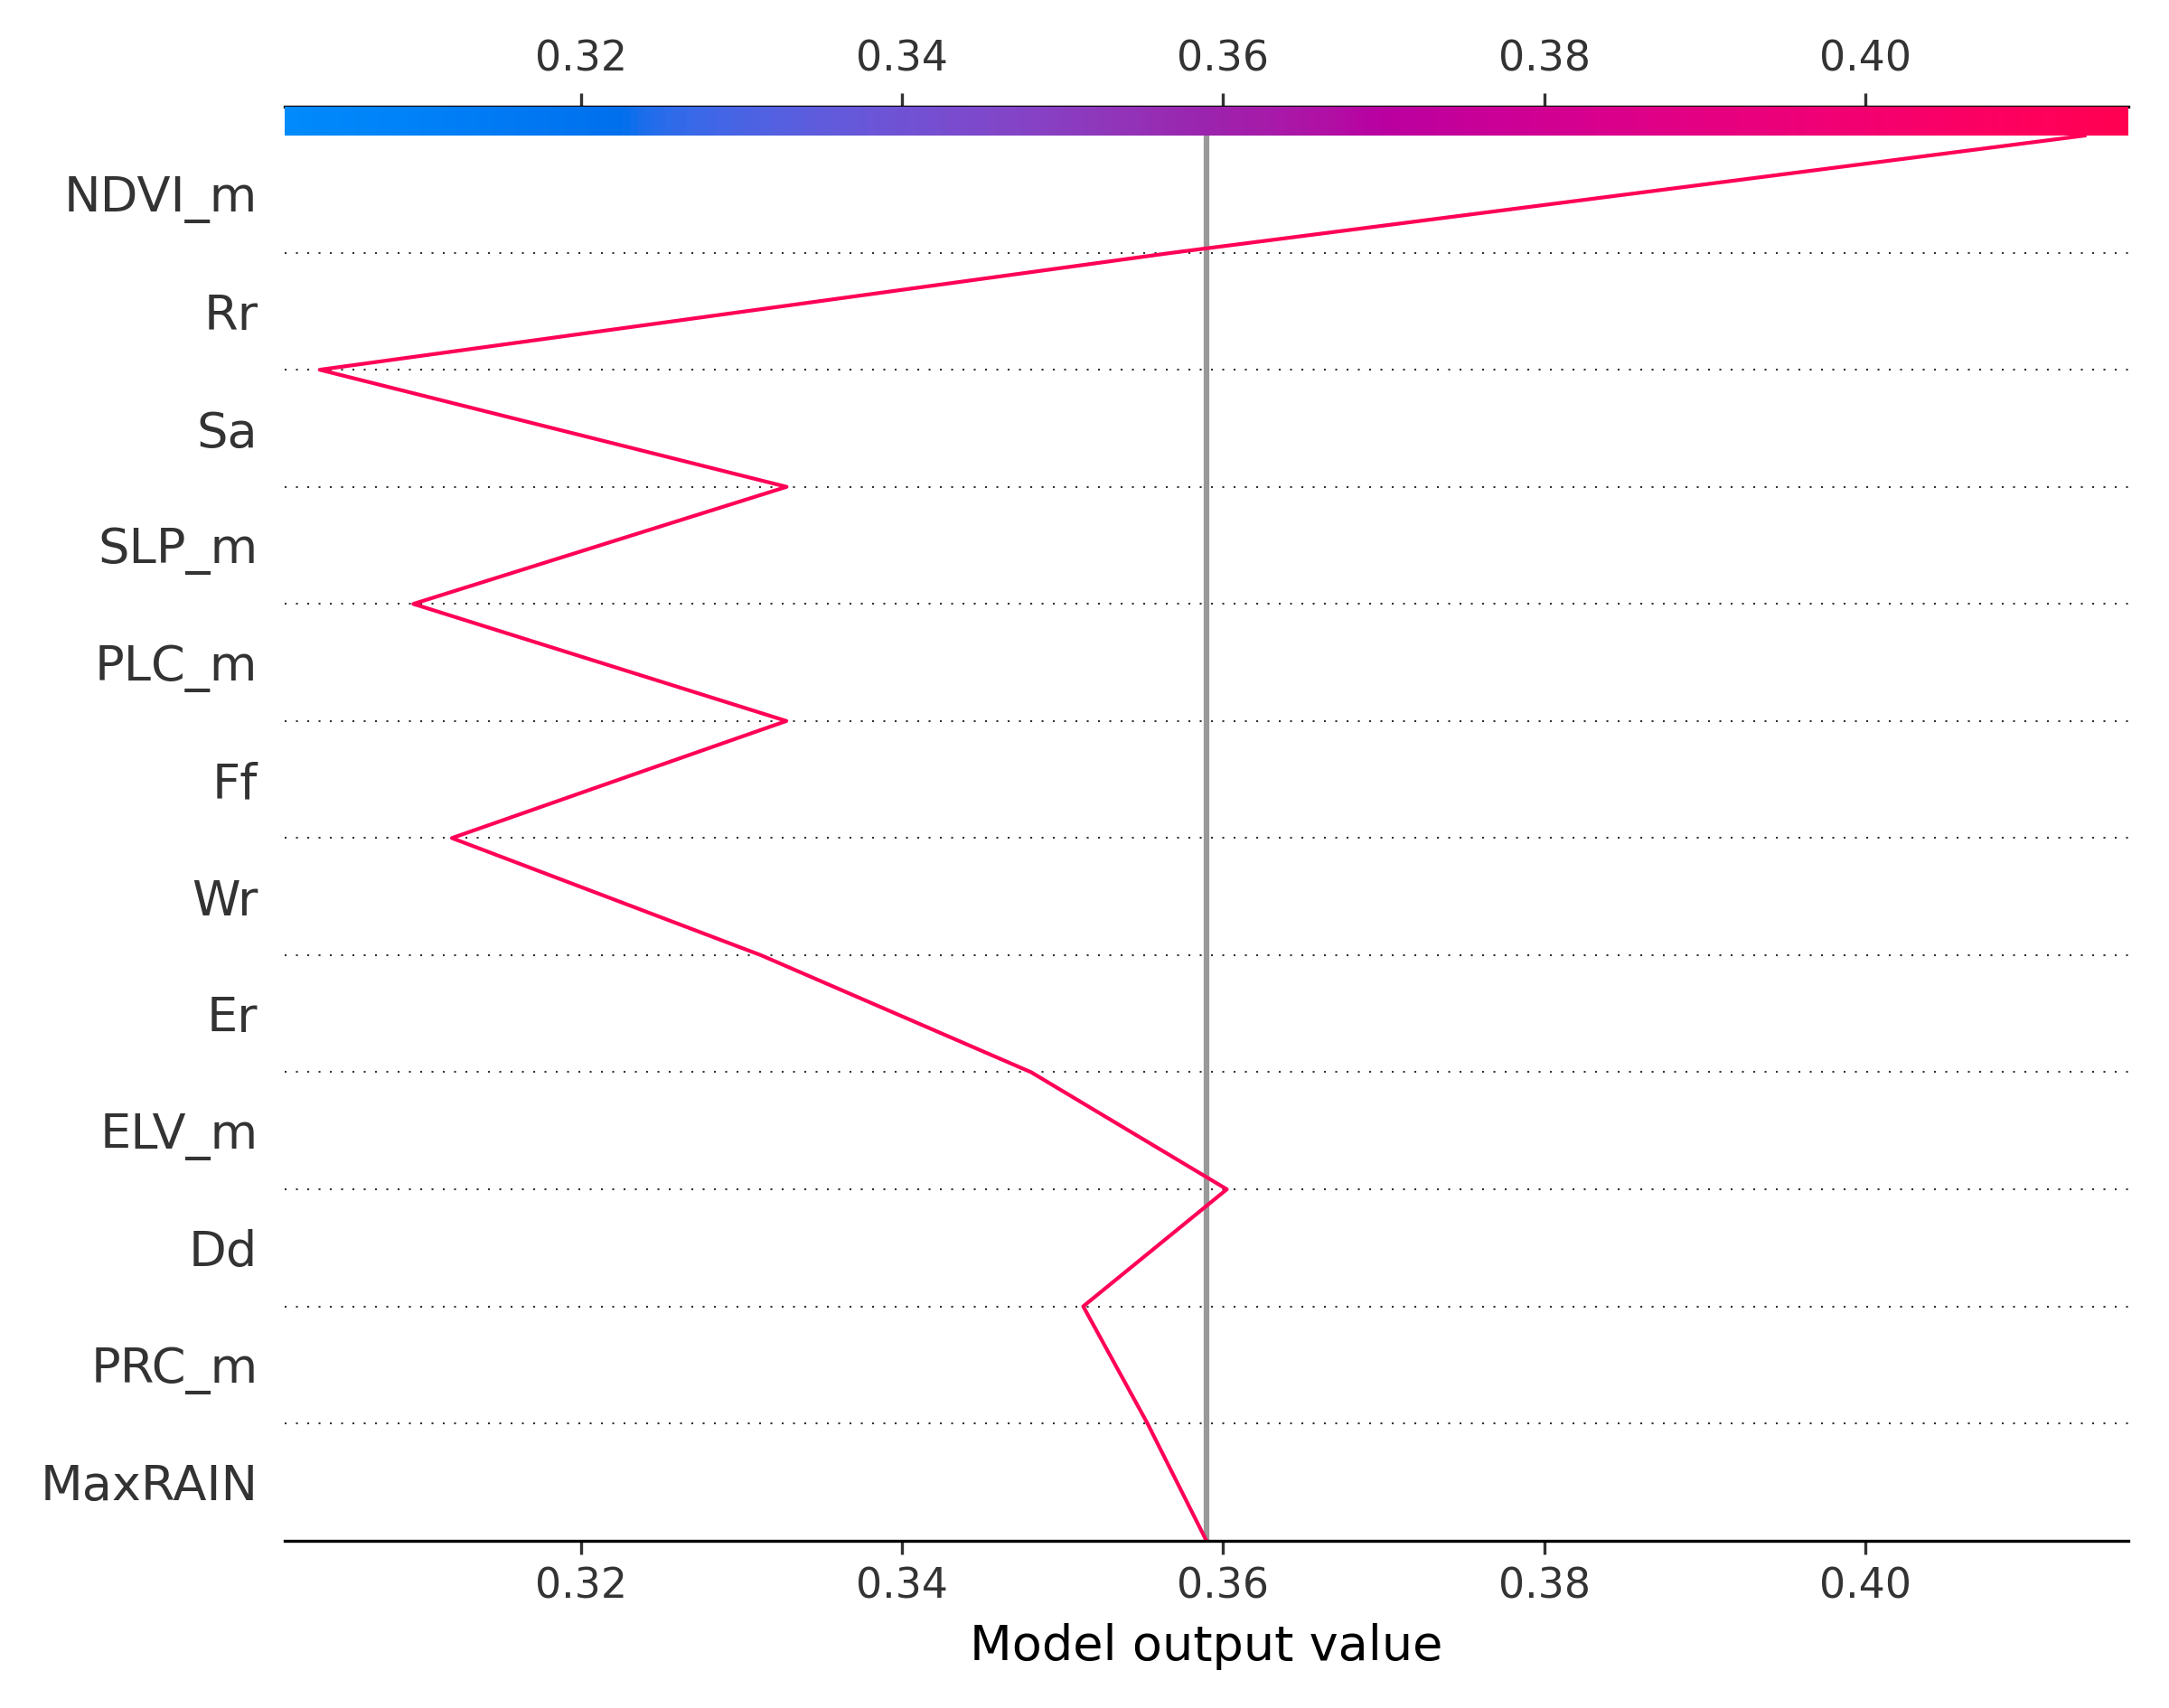 0.32 0.34 0.36 0.38 0.40
NDVI_m
Rr
Sa
SLP_m
PLC_m
Ff
Wr
Er
ELV_m
Dd
PRC_m
MaxRAIN
0.32 0.34 0.36 0.38 0.40
Model output value